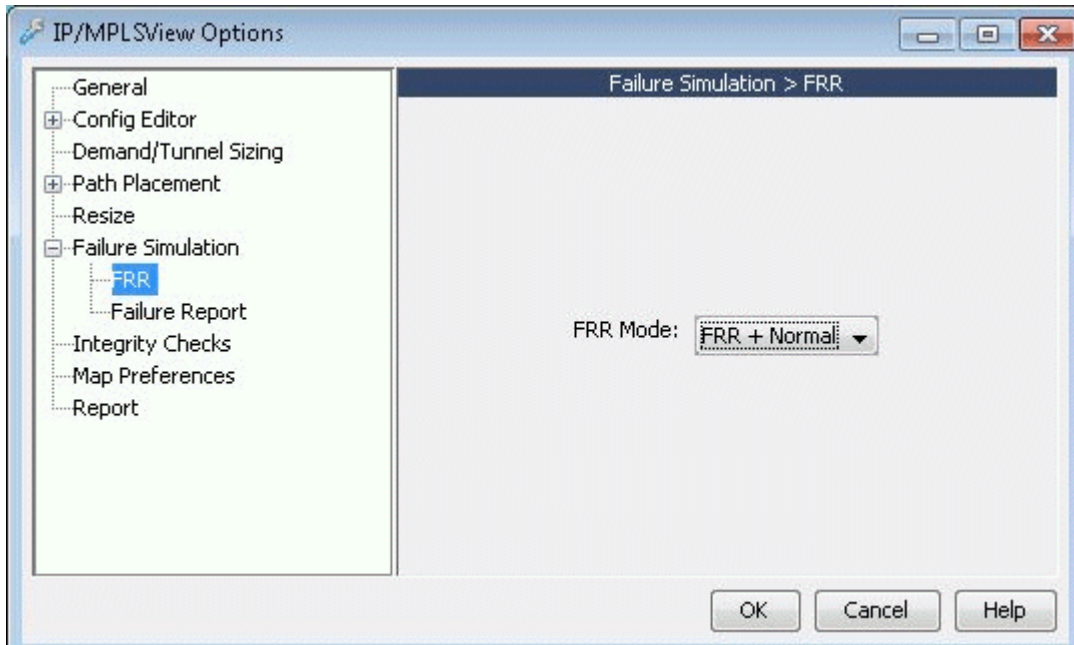 IP/MPLSView Options
General
Config Editor
Demand/Tunnel Sizing
Path Placement
Resize
Failure Simulation
FRR
Failure Report
Integrity Checks
Map Preferences
Report
Failure Simulation > FRR
FRR Mode: FRR + Normal
OK Cancel Help